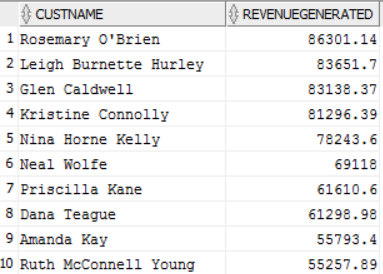 CUSTNAME REVENUEGENERATED
1 Rosemary O'Brien 86301.14
2 Leigh Burnette Hurley 83651.7
3 Glen Caldwell 83138.37
4 Kristine Connolly 81296.39
5 Nina Horne Kelly 78243.6
6 Neal Wolfe 69118
7 Priscilla Kane 61610.6
8 Dana Teague 61298.98
9 Amanda Kay 55793.4
10 Ruth McConnell Young 55257.89